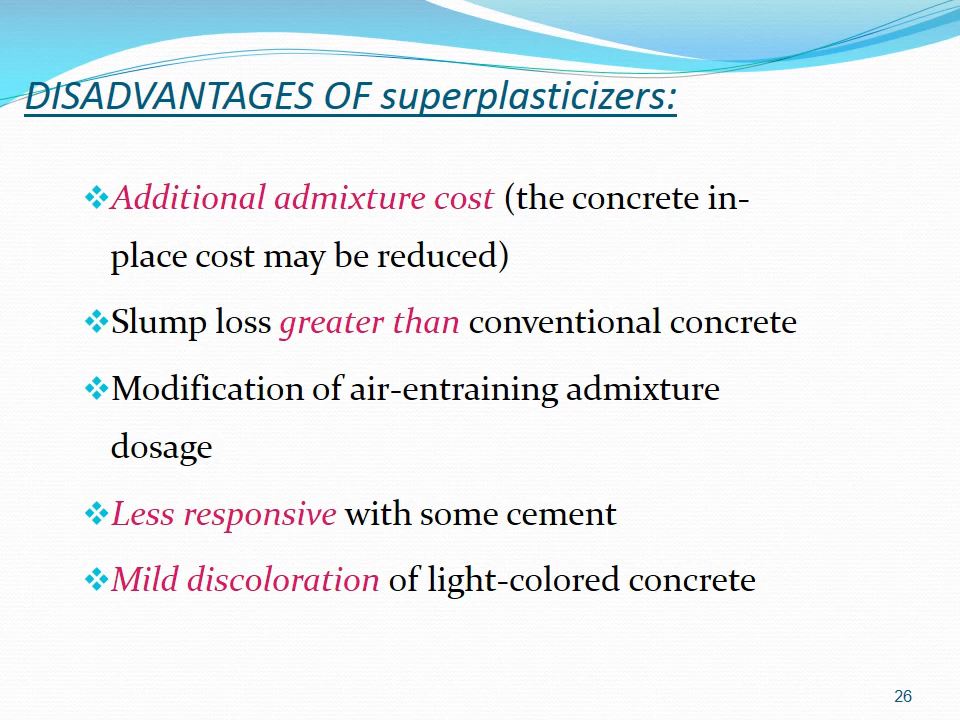 DISADVANTAGES OF superplasticizers:
❖Additional admixture cost (the concrete in-
place cost may be reduced)
❖Slump loss greater than conventional concrete
❖Modification of air-entraining admixture
dosage
❖Less responsive with some cement
❖Mild discoloration of light-colored concrete
26